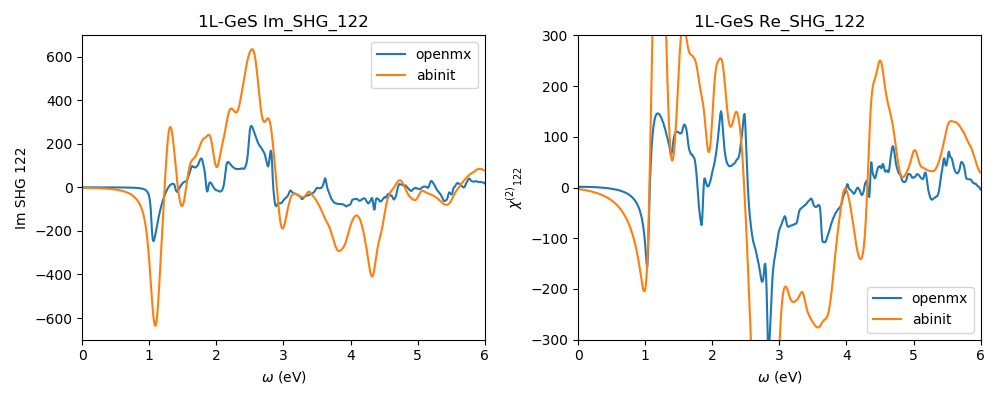 1L-GeS Im_SHG_122
Im SHG 122
600
400
200
0
−200
−400
−600
0 1 2 3 4 5 6
ω (eV)
openmx
abinit
1L-GeS Re_SHG_122
χ⁽²⁾₁₂₂
300
200
100
0
−100
−200
−300
0 1 2 3 4 5 6
ω (eV)
openmx
abinit